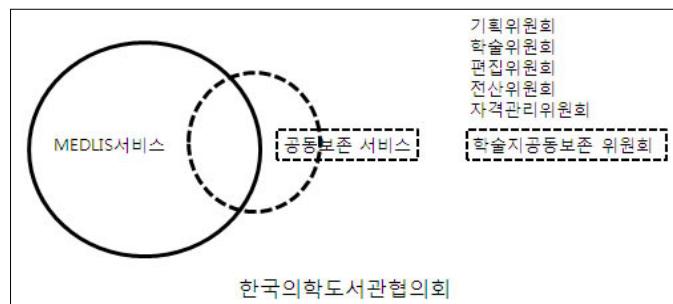 기획위원회
학술위원회
편집위원회
전산위원회
자격관리위원회
MEDLIS서비스
공동보존 서비스
학술지공동보존 위원회
한국의학도서관협의회